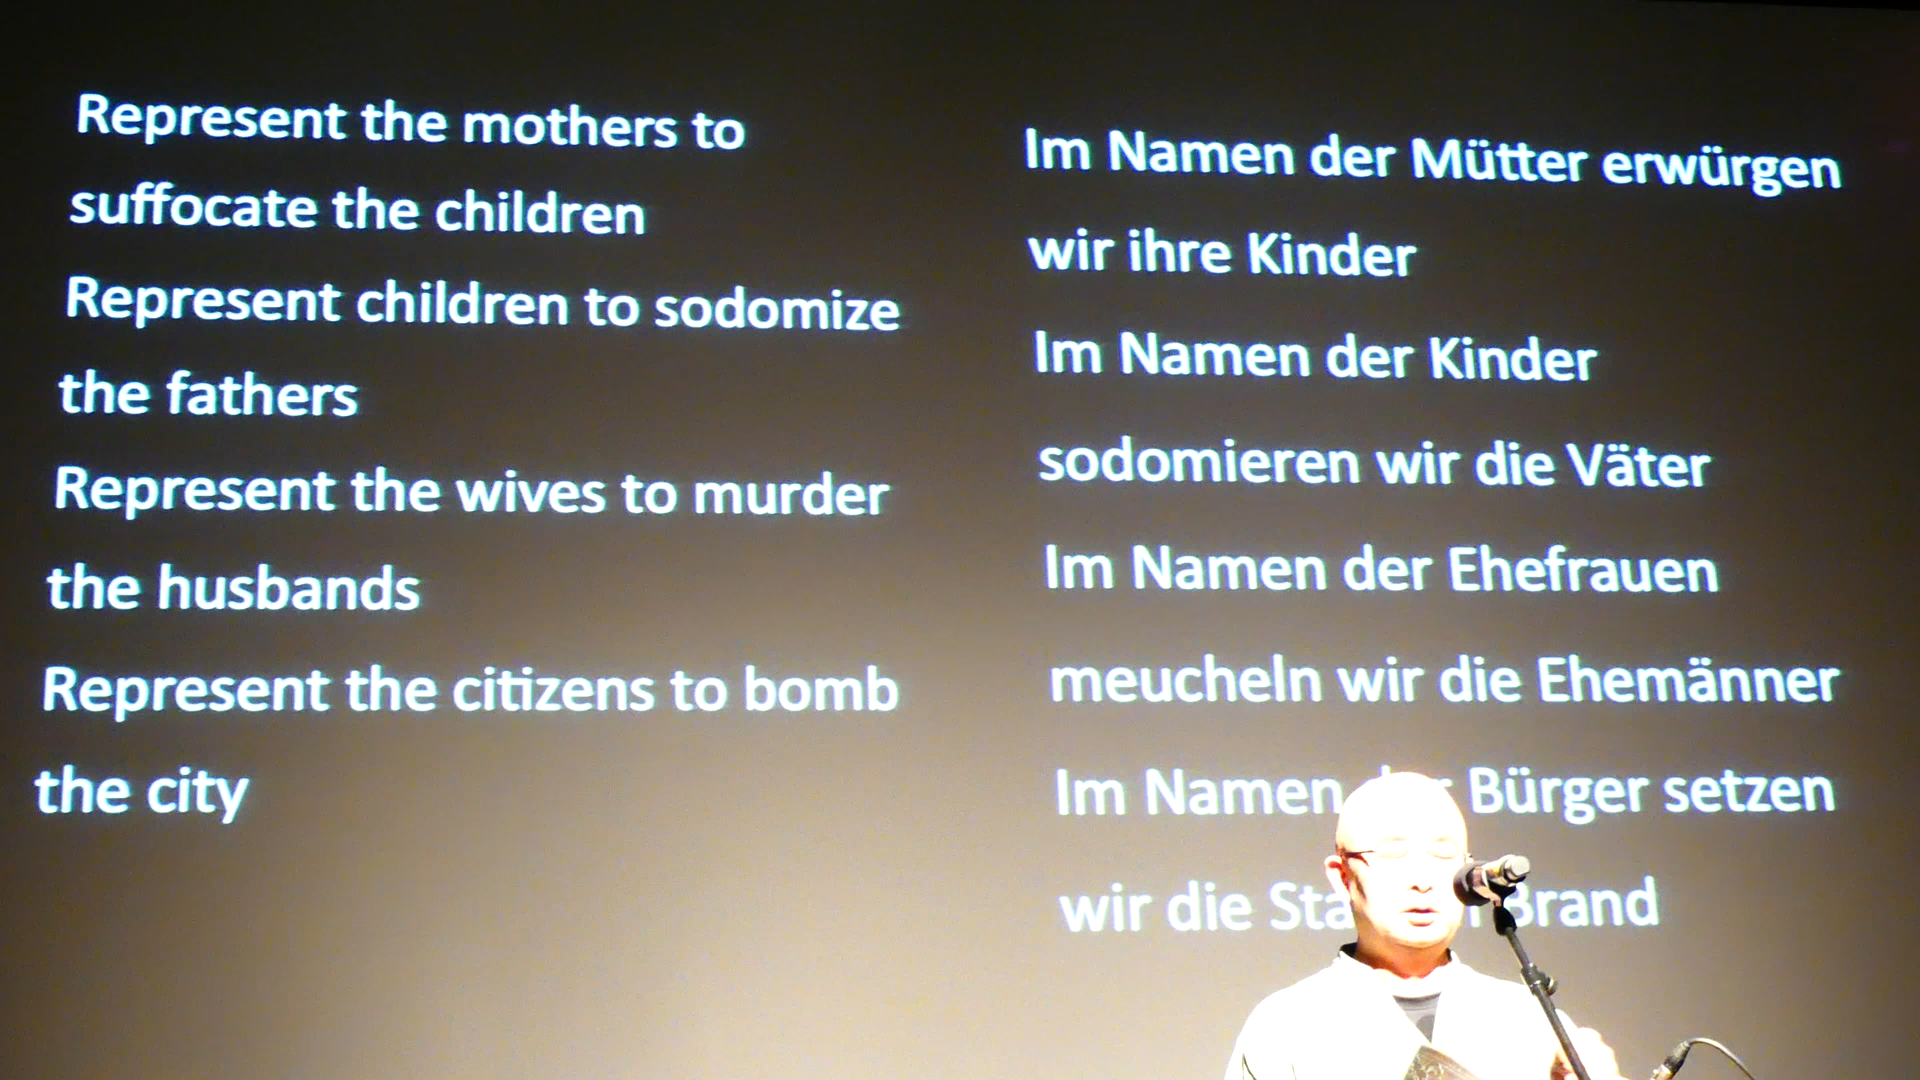 Represent the mothers to
suffocate the children
Represent children to sodomize
the fathers
Represent the wives to murder
the husbands
Represent the citizens to bomb
the city
Im Namen der Mütter erwürgen
wir ihre Kinder
Im Namen der Kinder
sodomieren wir die Väter
Im Namen der Ehefrauen
meucheln wir die Ehemänner
Im Namen Bürger setzen
wir die Brand